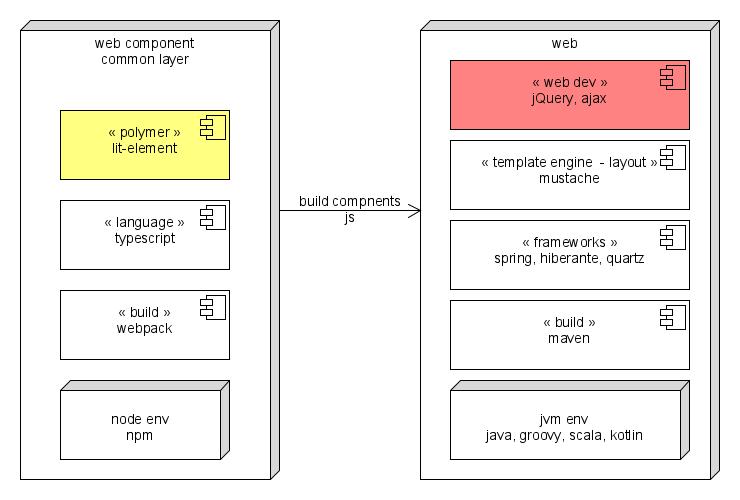 web component
common layer
« polymer »
lit-element
« language »
typescript
« build »
webpack
node env
npm
build compnents
js
web
« web dev »
jQuery, ajax
« template engine  - layout »
mustache
« frameworks »
spring, hiberante, quartz
« build »
maven
jvm env
java, groovy, scala, kotlin